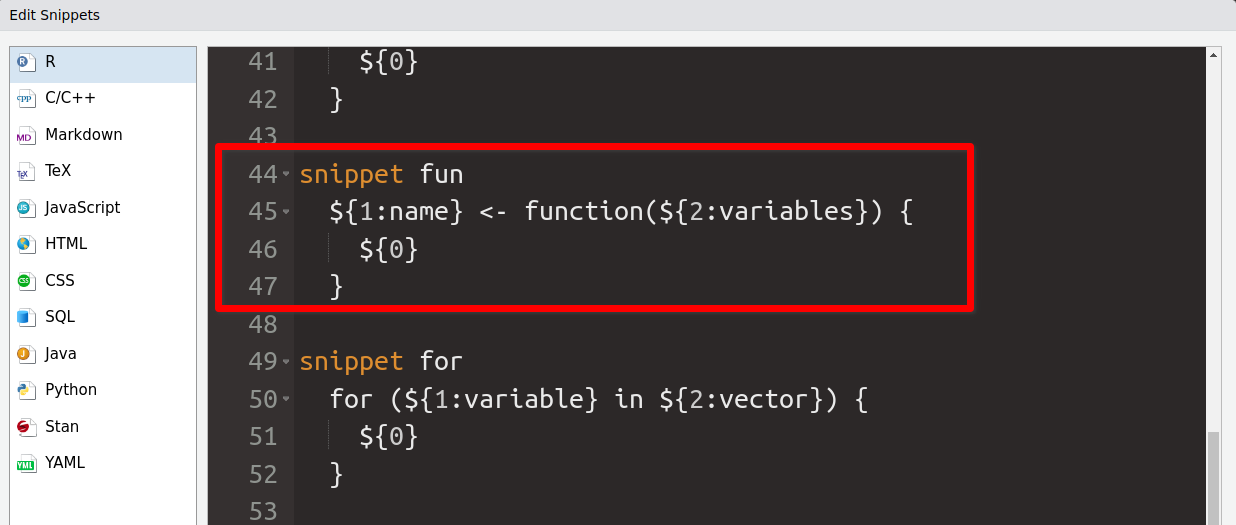 Edit Snippets
R
C/C++
Markdown
TeX
JavaScript
HTML
CSS
SQL
Java
Python
Stan
YAML
41 ${0}
42 }
43
44 snippet fun
45 ${1:name} <- function(${2:variables}) {
46 ${0}
47 }
48
49 snippet for
50 for (${1:variable} in ${2:vector}) {
51 ${0}
52 }
53